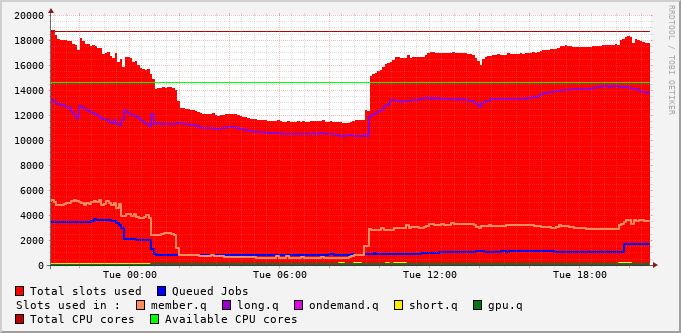 20000
18000
16000
14000
12000
10000
8000
6000
4000
2000
0
Tue 00:00 Tue 06:00 Tue 12:00 Tue 18:00
RRDTOOL / TOBI OETIKER
Total slots used Queued Jobs
Slots used in : member.q long.q ondemand.q short.q gpu.q
Total CPU cores Available CPU cores